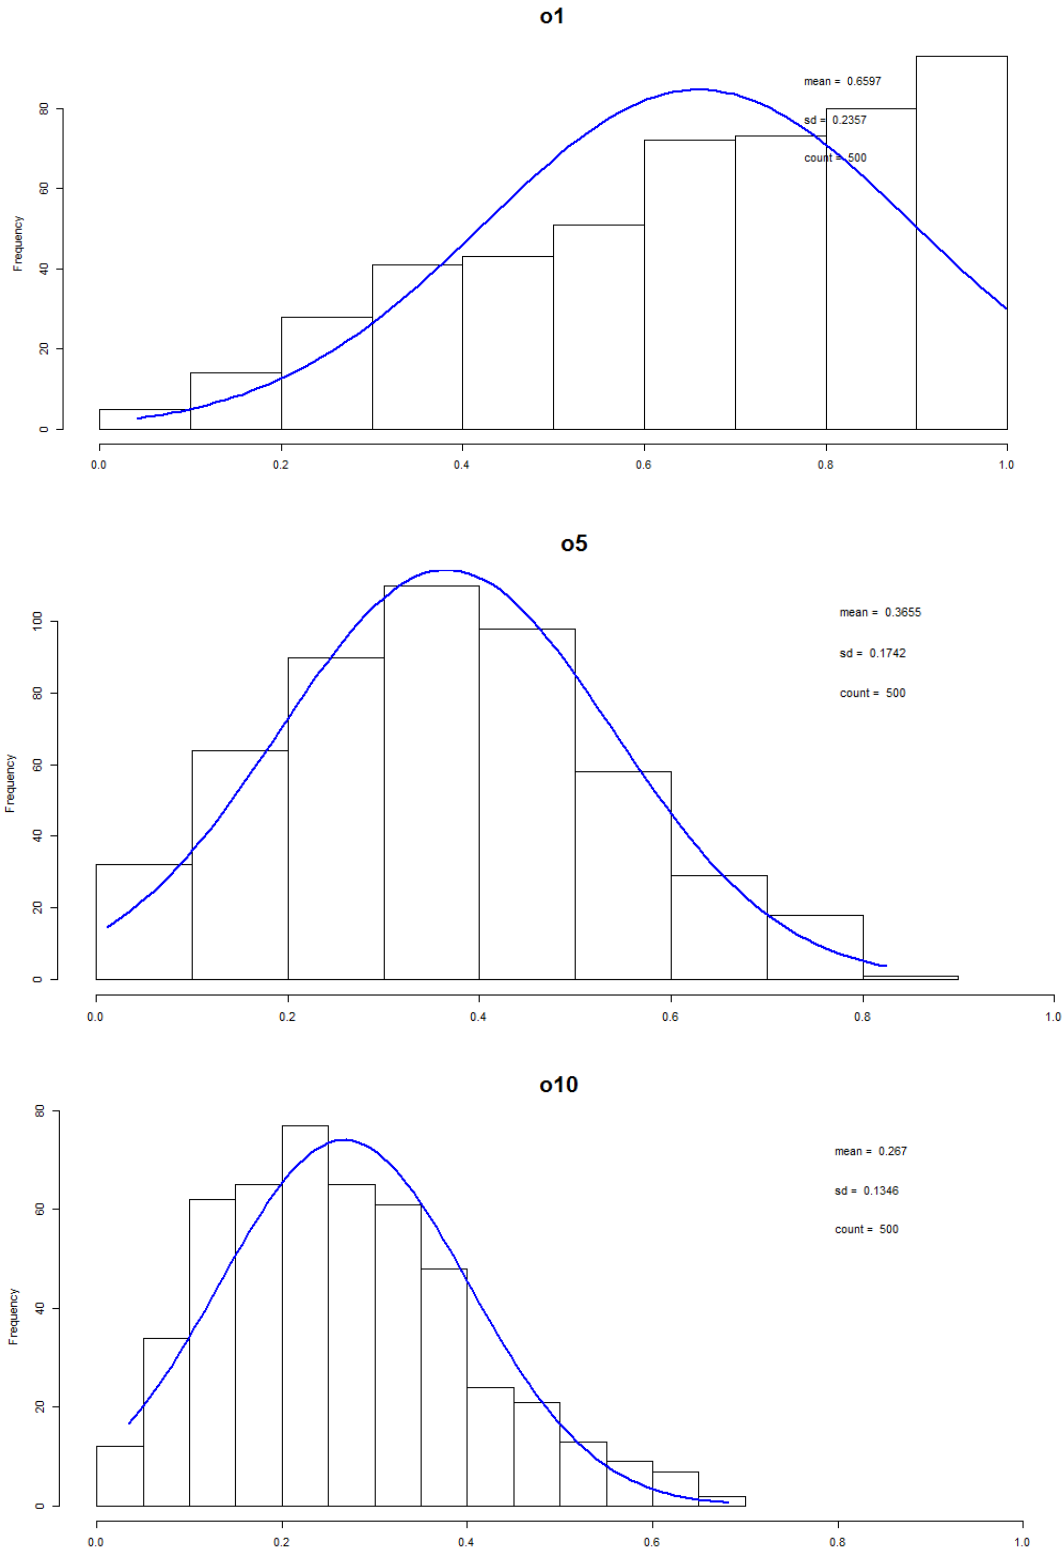 o1
mean = 0.6597
sd = 0.2357
count = 500
Frequency
0 20 40 60 80
0.0 0.2 0.4 0.6 0.8 1.0
o5
mean = 0.3655
sd = 0.1742
count = 500
Frequency
0 20 40 60 80 100
0.0 0.2 0.4 0.6 0.8 1.0
o10
mean = 0.267
sd = 0.1346
count = 500
Frequency
0 20 40 60 80
0.0 0.2 0.4 0.6 0.8 1.0